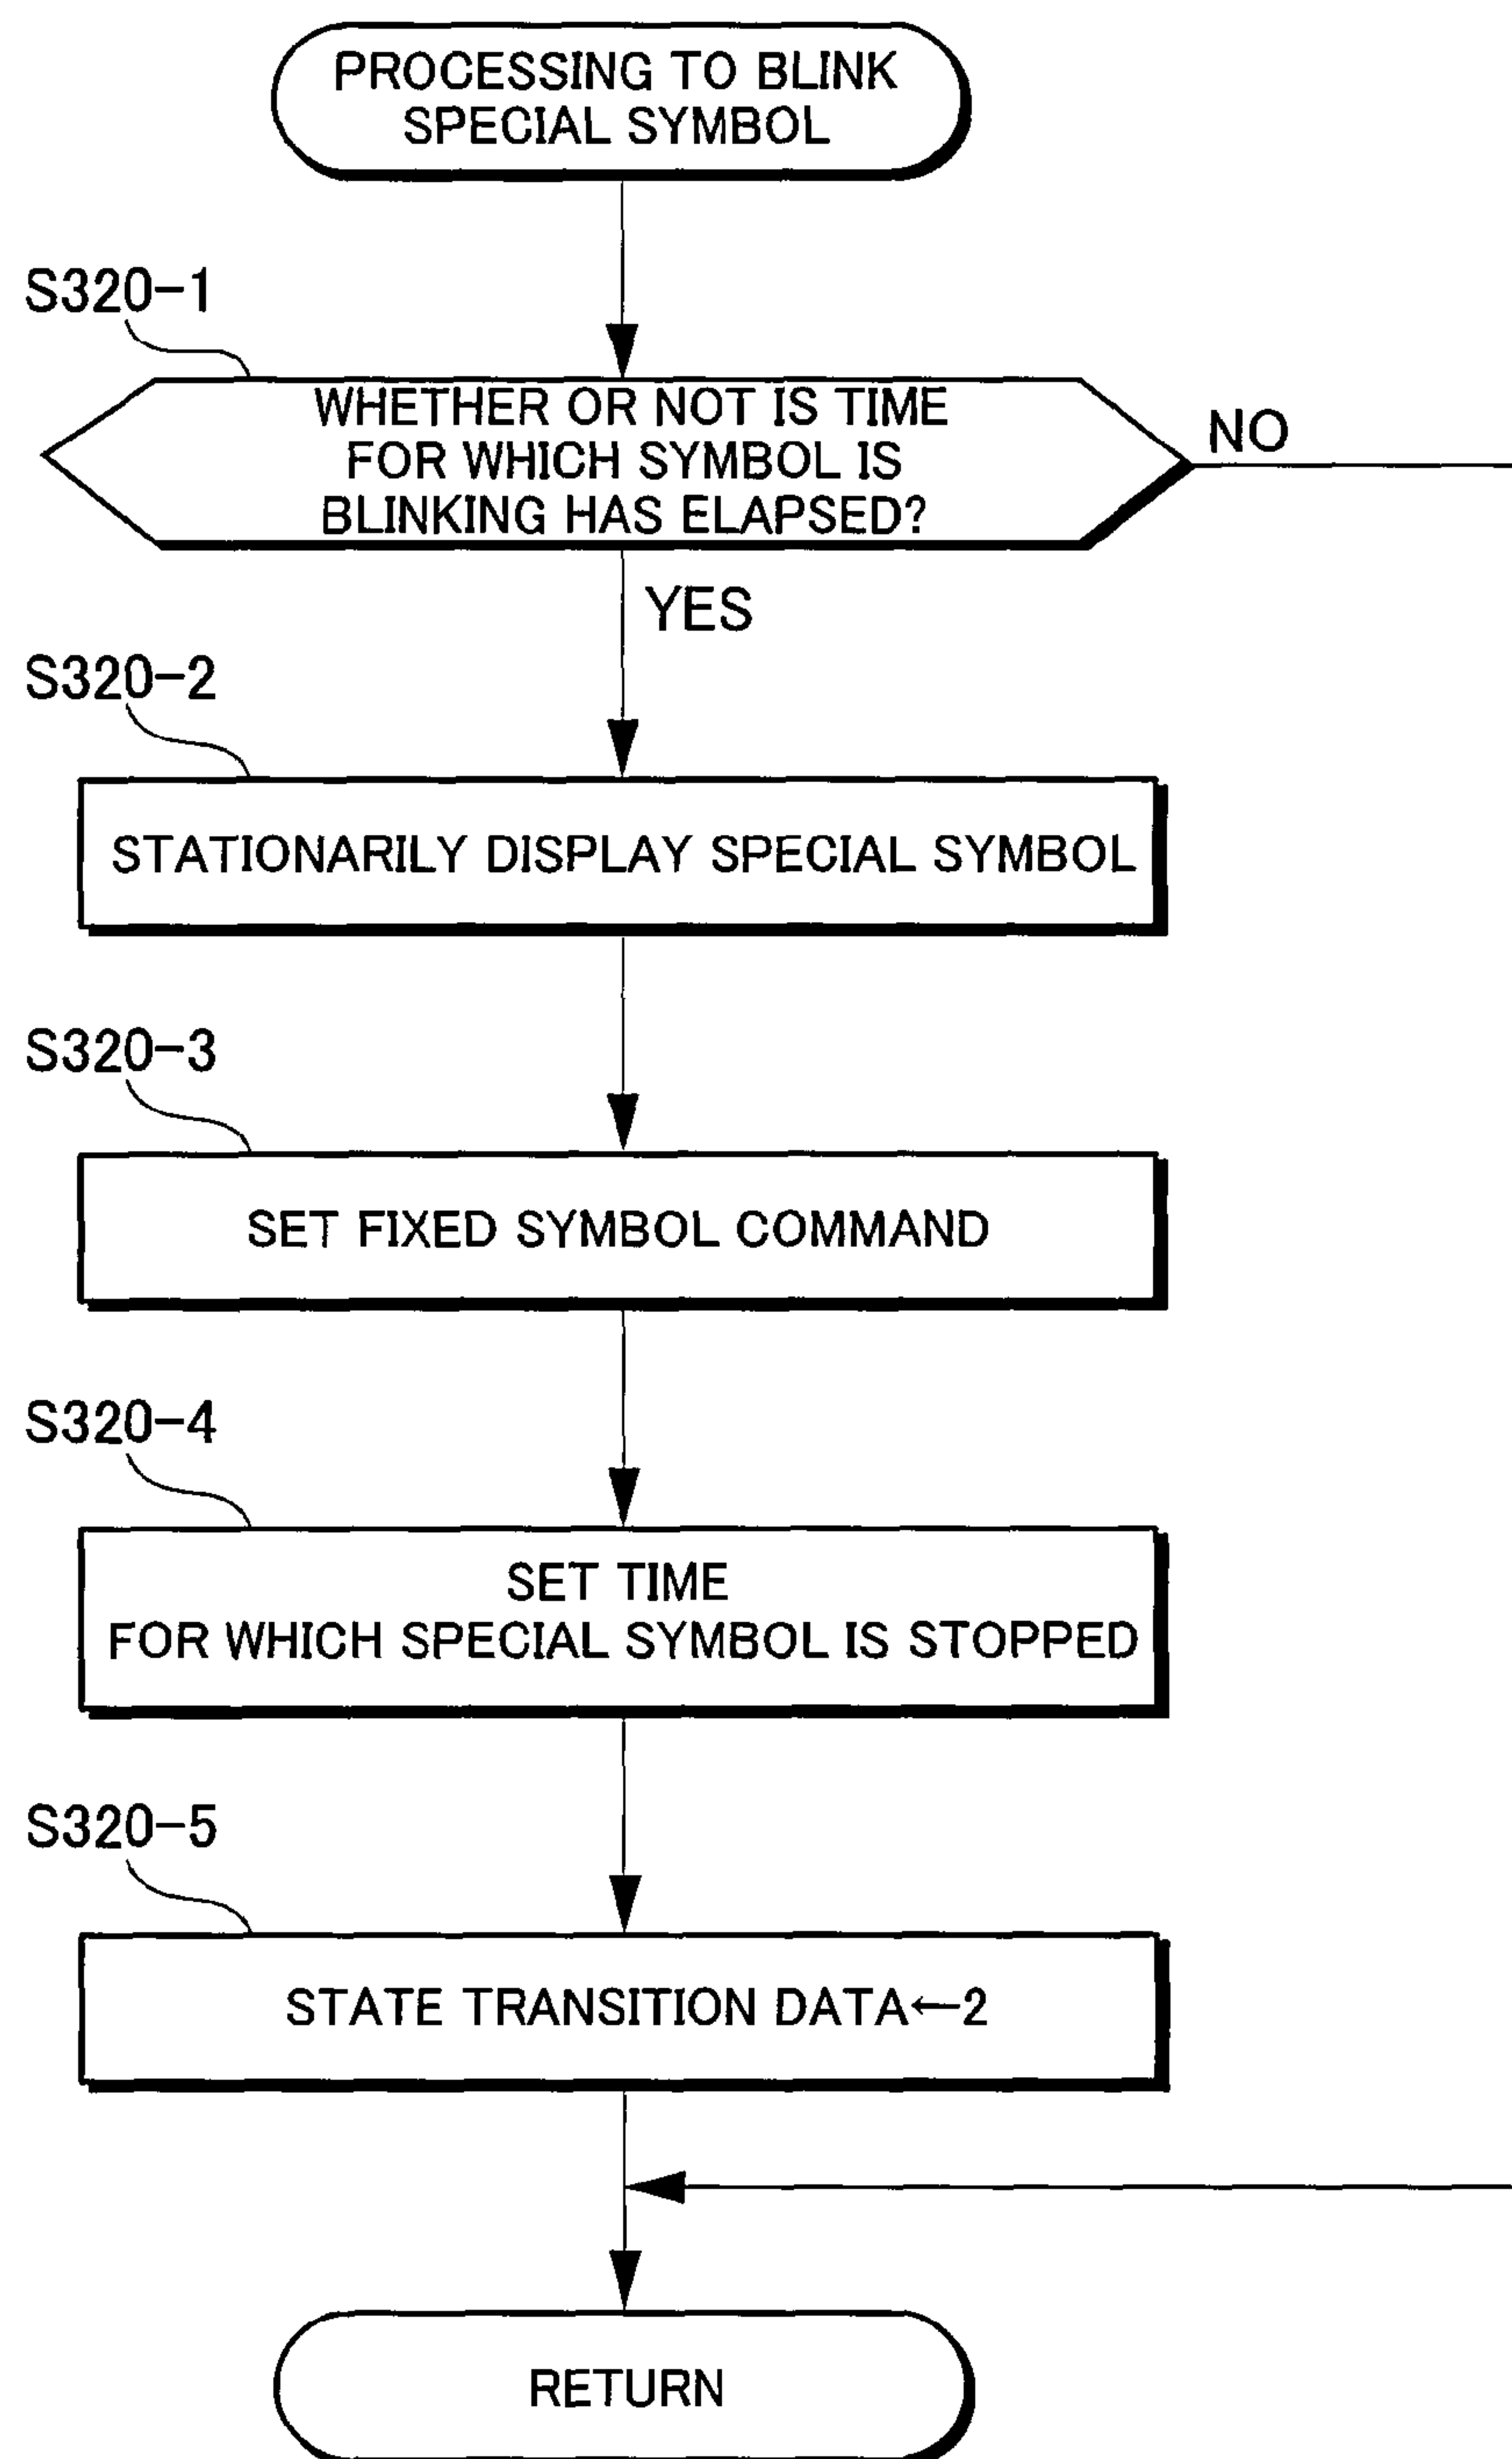 PROCESSING TO BLINK
SPECIAL SYMBOL
S320-1
WHETHER OR NOT IS TIME
FOR WHICH SYMBOL IS
BLINKING HAS ELAPSED?
NO
YES
S320-2
STATIONARILY DISPLAY SPECIAL SYMBOL
S320-3
SET FIXED SYMBOL COMMAND
S320-4
SET TIME
FOR WHICH SPECIAL SYMBOL IS STOPPED
S320-5
STATE TRANSITION DATA←2
RETURN